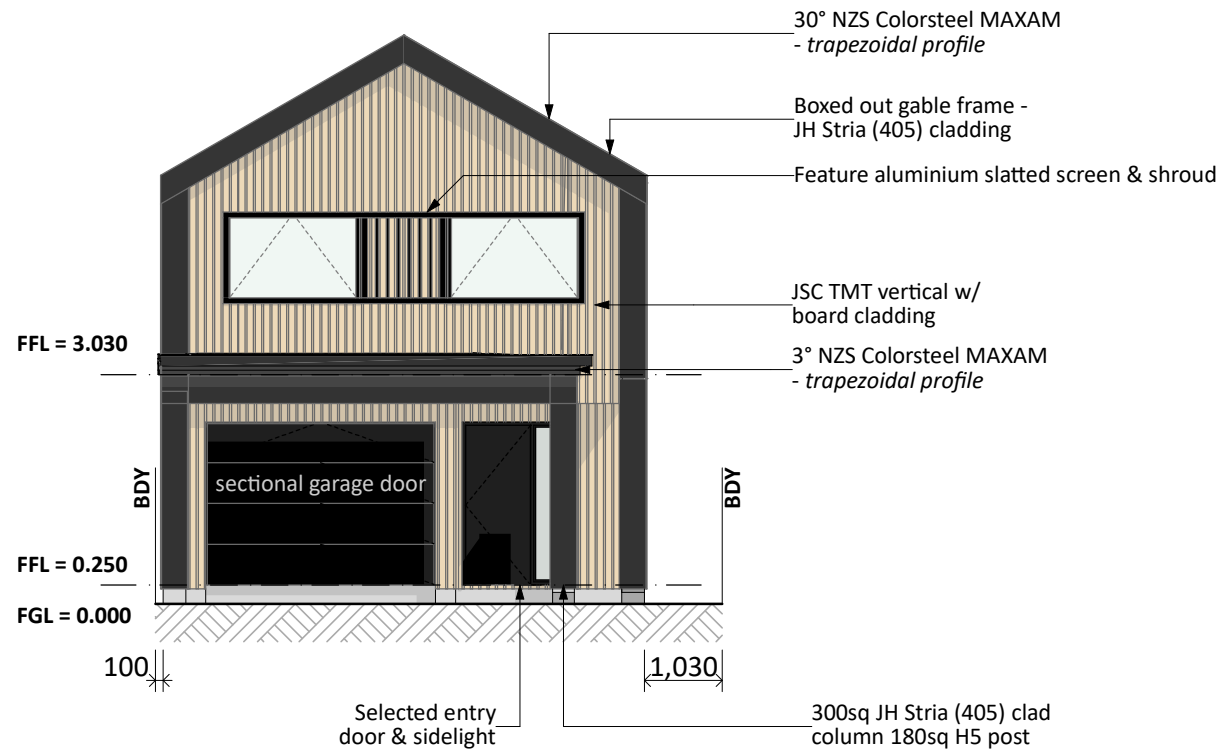 30° NZS Colorsteel MAXAM
- trapezoidal profile
Boxed out gable frame -
JH Stria (405) cladding
Feature aluminium slatted screen & shroud
JSC TMT vertical w/
board cladding
FFL = 3.030
3° NZS Colorsteel MAXAM
- trapezoidal profile
BDY
sectional garage door
BDY
FFL = 0.250
FGL = 0.000
100
1,030
Selected entry
door & sidelight
300sq JH Stria (405) clad
column 180sq H5 post